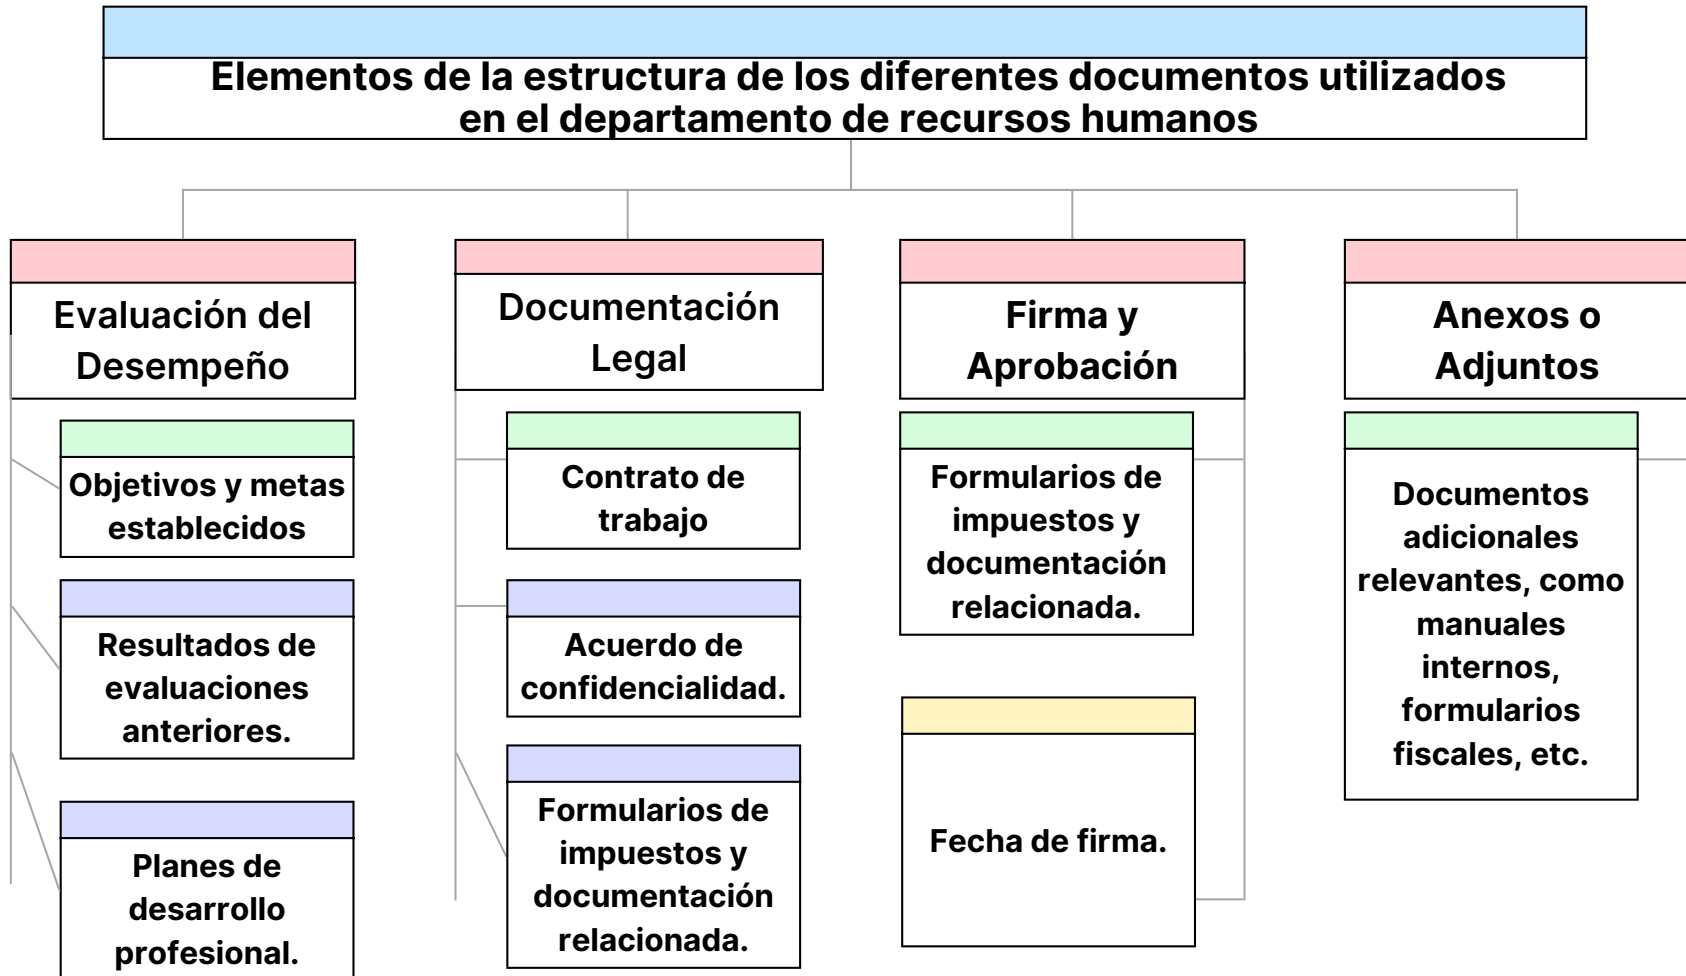 Elementos de la estructura de los diferentes documentos utilizados
en el departamento de recursos humanos
Evaluación del
Desempeño
Objetivos y metas
establecidos
Resultados de
evaluaciones
anteriores.
Planes de
desarrollo
profesional.
Documentación
Legal
Contrato de
trabajo
Acuerdo de
confidencialidad.
Formularios de
impuestos y
documentación
relacionada.
Firma y
Aprobación
Formularios de
impuestos y
documentación
relacionada.
Fecha de firma.
Anexos o
Adjuntos
Documentos
adicionales
relevantes, como
manuales
internos,
formularios
fiscales, etc.